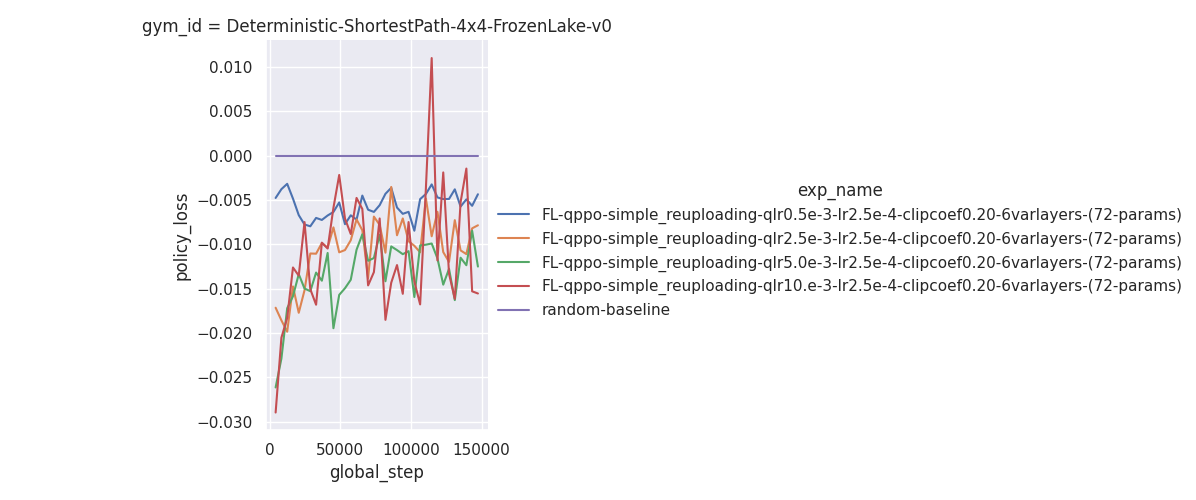 gym_id = Deterministic-ShortestPath-4x4-FrozenLake-v0
0.010
0.005
0.000
−0.005
−0.010
−0.015
−0.020
−0.025
−0.030
policy_loss
0
50000
100000
150000
global_step
exp_name
FL-qppo-simple_reuploading-qlr0.5e-3-lr2.5e-4-clipcoef0.20-6varlayers-(72-params)
FL-qppo-simple_reuploading-qlr2.5e-3-lr2.5e-4-clipcoef0.20-6varlayers-(72-params)
FL-qppo-simple_reuploading-qlr5.0e-3-lr2.5e-4-clipcoef0.20-6varlayers-(72-params)
FL-qppo-simple_reuploading-qlr10.e-3-lr2.5e-4-clipcoef0.20-6varlayers-(72-params)
random-baseline